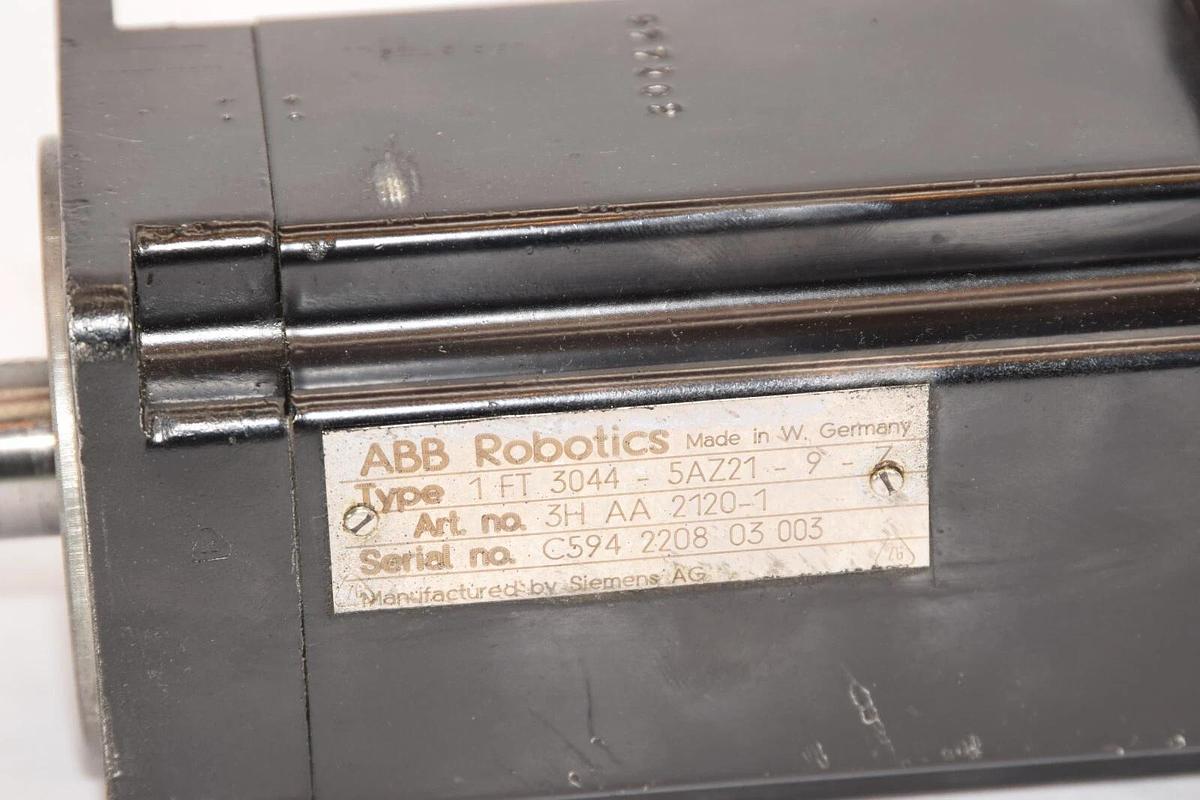 ABB Robotics Made in W. Germany
Type 1 FT 3044 - 5AZ21 - 9 -
Art. no. 3H AA 2120-1
Serial no. C594 2208 03 003
26
Manufactured by Siemens AG